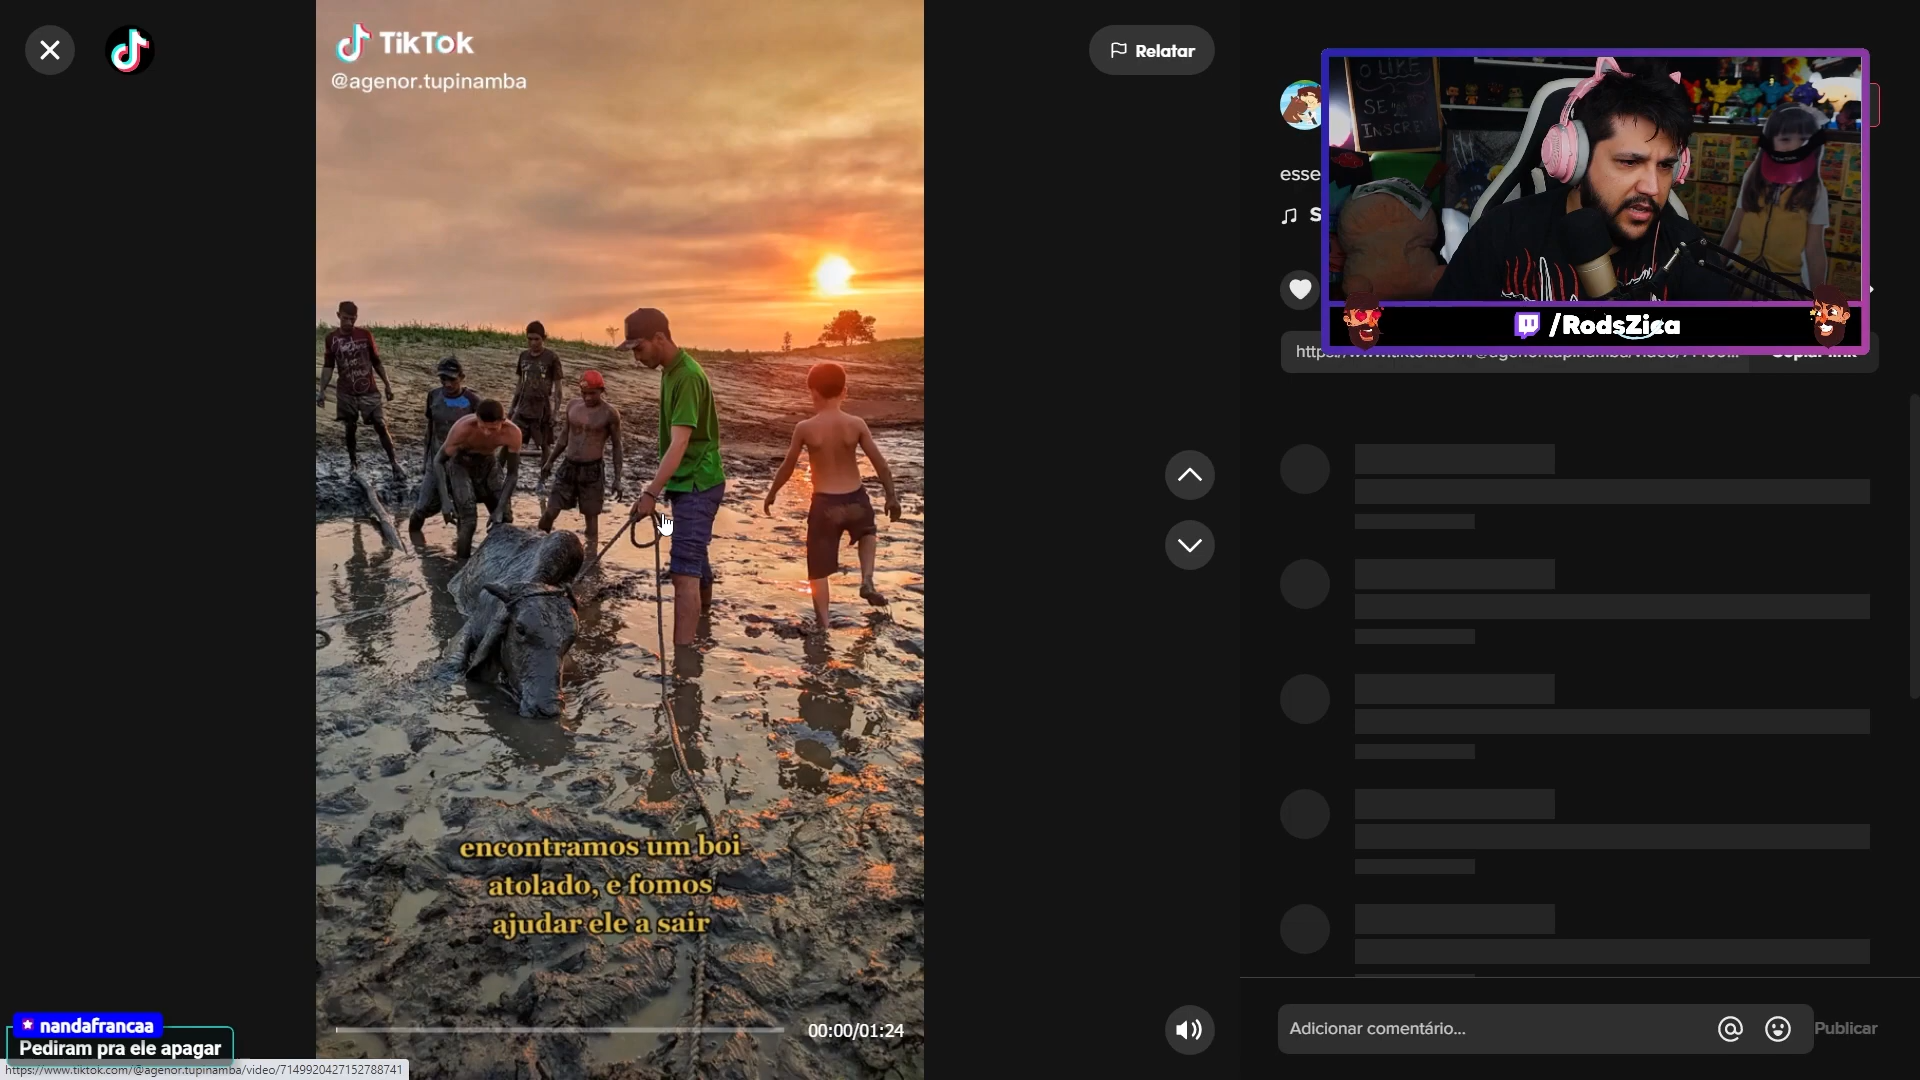 TikTok
@agenor.tupinamba
Relatar
O LIKE
SE
INSCRE
esse
S
/RodsZica
encontramos um boi
atolado, e fomos
ajudar ele a sair
00:00/01:24
nandafrancaa
Pediram pra ele apagar
https://www.tiktok.com/@agenor.tupinamba/video/7149920427152788741
Adicionar comentário...
Publicar